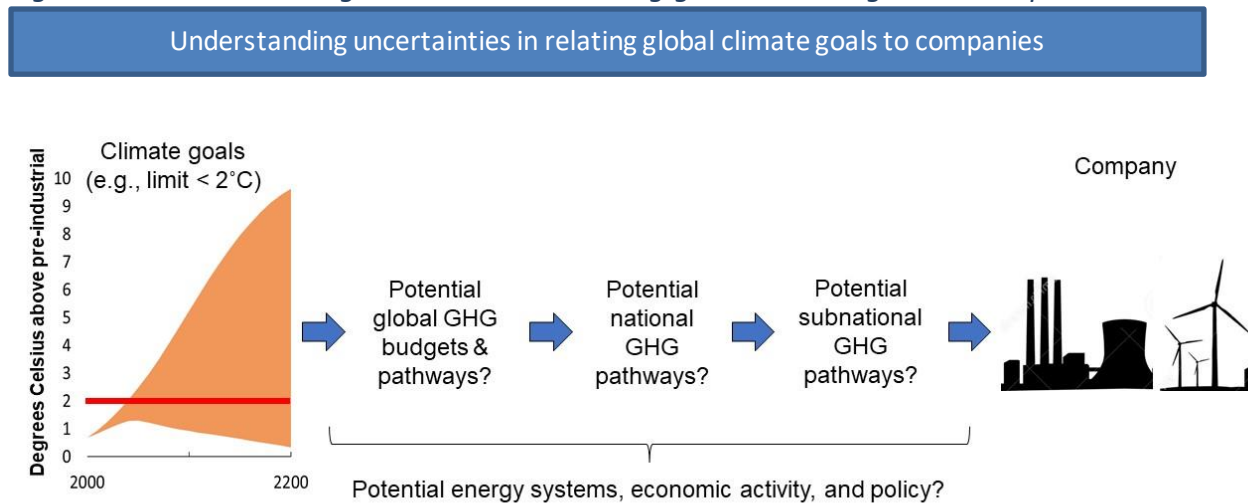 Understanding uncertainties in relating global climate goals to companies
Climate goals
(e.g., limit < 2˚C)
Degrees Celsius above pre-industrial
10
9
8
7
6
5
4
3
2
1
0
2000
2200
Potential
global GHG
budgets &
pathways?
Potential
national
GHG
pathways?
Potential
subnational
GHG
pathways?
Company
Potential energy systems, economic activity, and policy?